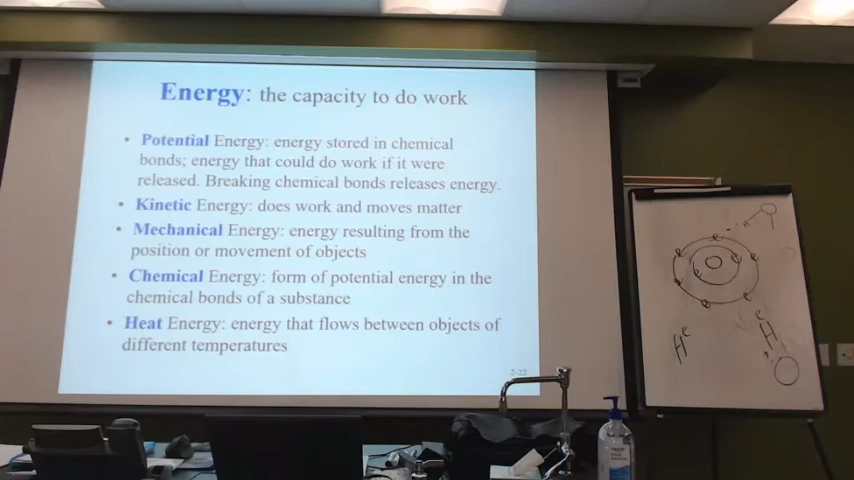 Energy: the capacity to do work
• Potential Energy: energy stored in chemical
bonds; energy that could do work if it were
released. Breaking chemical bonds releases energy.
• Kinetic Energy: does work and moves matter
• Mechanical Energy: energy resulting from the
position or movement of objects
• Chemical Energy: form of potential energy in the
chemical bonds of a substance
• Heat Energy: energy that flows between objects of
different temperatures
2-22
H
H